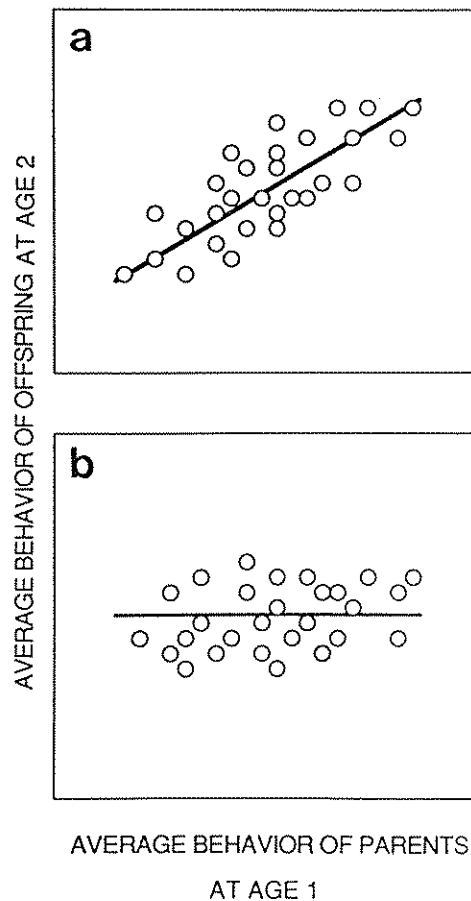 a
AVERAGE BEHAVIOR OF OFFSPRING AT AGE 2
b
AVERAGE BEHAVIOR OF PARENTS
AT AGE 1